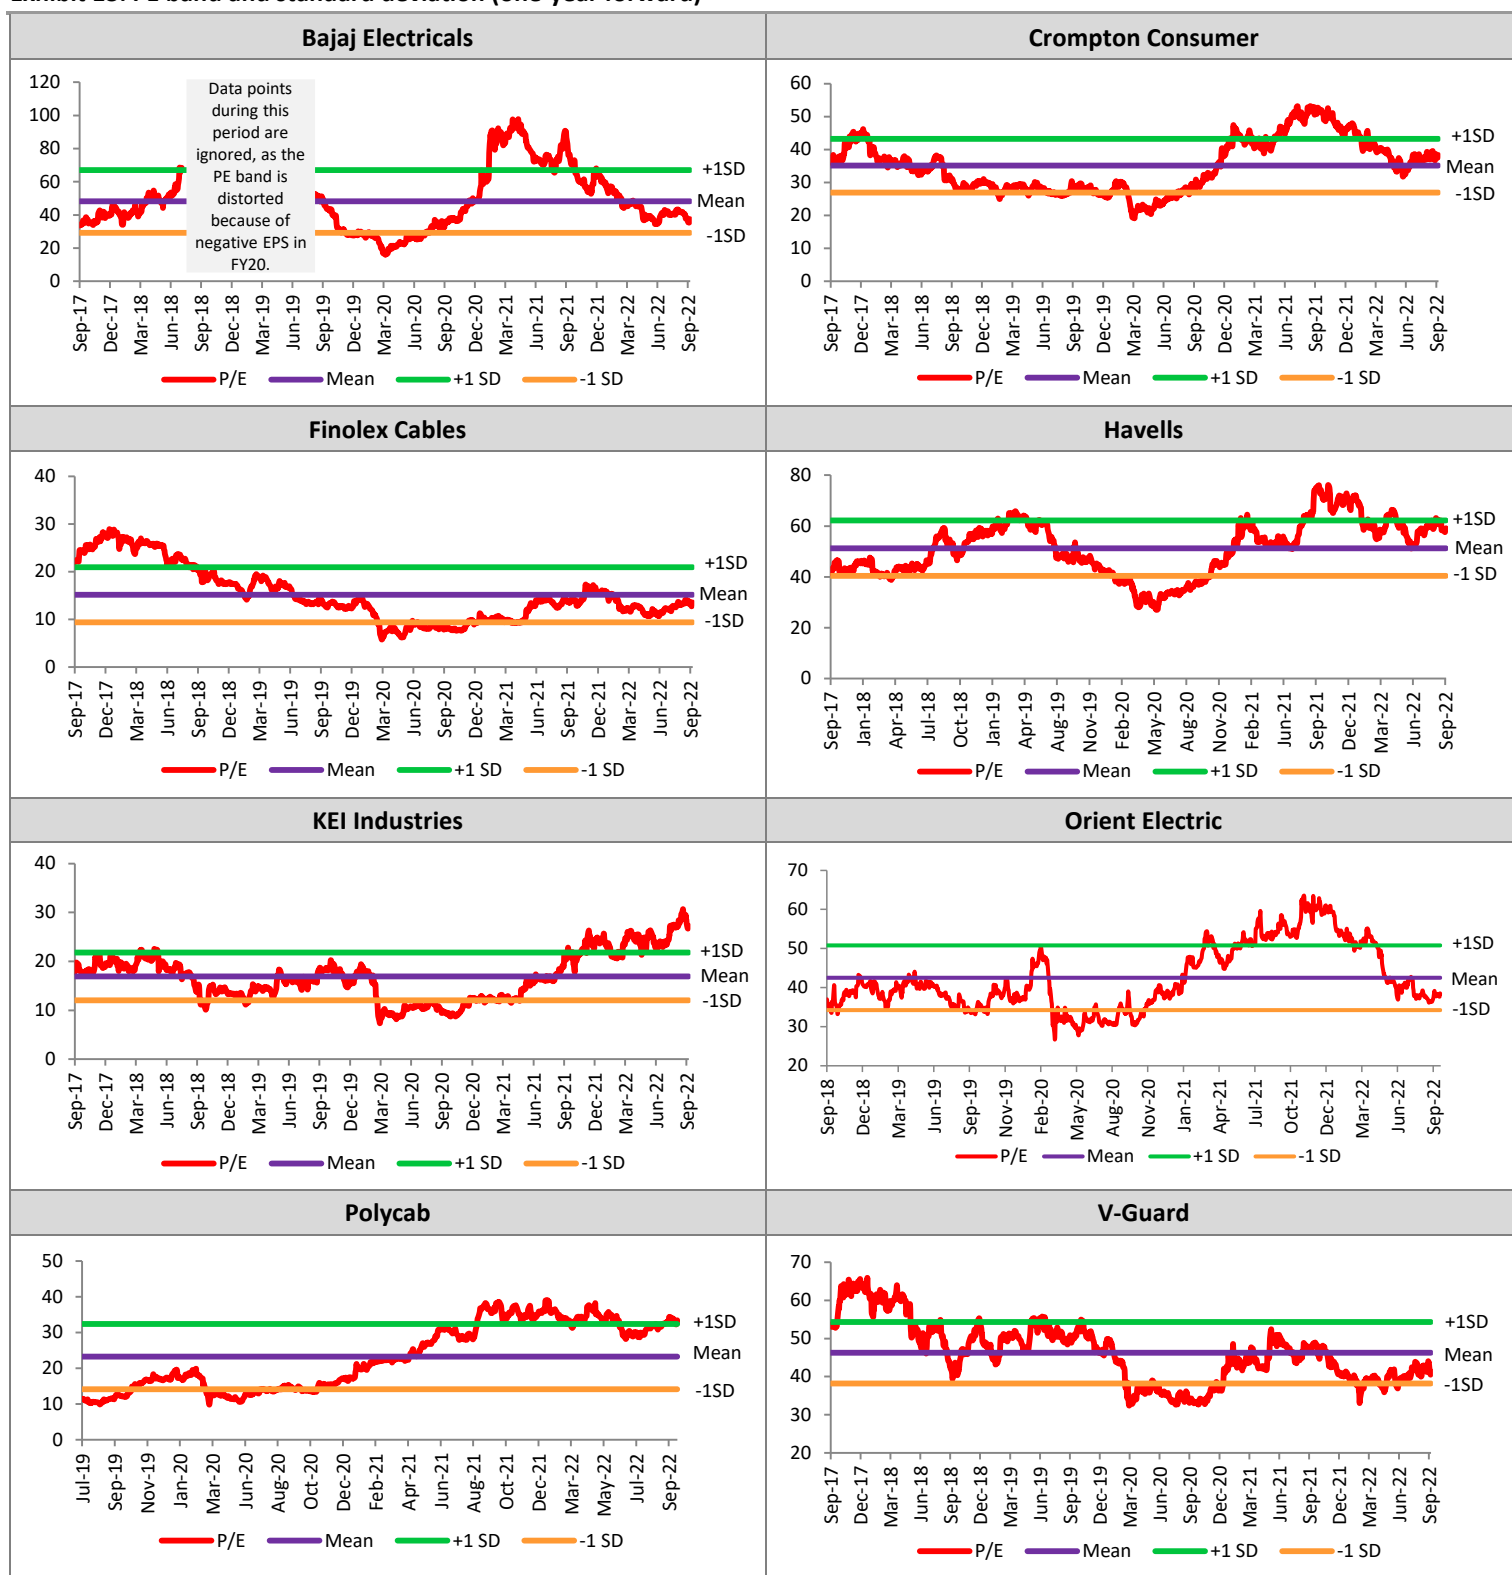 band and standard deviation (one-year forward)
Bajaj Electricals
120
100
80
60
40
20
0
Data points
during this
period are
ignored, as the
PE band is
distorted
because of
negative EPS in
FY20.
+1SD
Mean
-1SD
Sep-17
Dec-17
Mar-18
Jun-18
Sep-18
Dec-18
Mar-19
Jun-19
Sep-19
Dec-19
Mar-20
Jun-20
Sep-20
Dec-20
Mar-21
Jun-21
Sep-21
Dec-21
Mar-22
Jun-22
Sep-22
P/E Mean +1 SD -1 SD
Crompton Consumer
60
50
40
30
20
10
0
+1SD
Mean
-1SD
Sep-17
Dec-17
Mar-18
Jun-18
Sep-18
Dec-18
Mar-19
Jun-19
Sep-19
Dec-19
Mar-20
Jun-20
Sep-20
Dec-20
Mar-21
Jun-21
Sep-21
Dec-21
Mar-22
Jun-22
Sep-22
P/E Mean +1 SD -1 SD
Finolex Cables
40
30
20
10
0
+1SD
Mean
-1SD
Sep-17
Dec-17
Mar-18
Jun-18
Sep-18
Dec-18
Mar-19
Jun-19
Sep-19
Dec-19
Mar-20
Jun-20
Sep-20
Dec-20
Mar-21
Jun-21
Sep-21
Dec-21
Mar-22
Jun-22
Sep-22
P/E Mean +1 SD -1 SD
Havells
80
60
40
20
0
+1SD
Mean
-1 SD
Sep-17
Jan-18
Apr-18
Jul-18
Oct-18
Jan-19
Apr-19
Aug-19
Nov-19
Feb-20
May-20
Aug-20
Nov-20
Feb-21
Jun-21
Sep-21
Dec-21
Mar-22
Jun-22
Sep-22
P/E Mean +1 SD -1 SD
KEI Industries
40
30
20
10
0
+1SD
Mean
-1SD
Sep-17
Dec-17
Mar-18
Jun-18
Sep-18
Dec-18
Mar-19
Jun-19
Sep-19
Dec-19
Mar-20
Jun-20
Sep-20
Dec-20
Mar-21
Jun-21
Sep-21
Dec-21
Mar-22
Jun-22
Sep-22
P/E Mean +1 SD -1 SD
Orient Electric
70
60
50
40
30
20
+1SD
Mean
-1SD
Sep-18
Dec-18
Mar-19
Jun-19
Sep-19
Nov-19
Feb-20
May-20
Aug-20
Nov-20
Jan-21
Apr-21
Jul-21
Oct-21
Dec-21
Mar-22
Jun-22
Sep-22
P/E Mean +1 SD -1 SD
Polycab
50
40
30
20
10
0
+1SD
Mean
-1SD
Jul-19
Sep-19
Nov-19
Jan-20
Mar-20
Jun-20
Aug-20
Oct-20
Dec-20
Feb-21
Apr-21
Jun-21
Aug-21
Oct-21
Dec-21
Mar-22
May-22
Jul-22
Sep-22
P/E Mean +1 SD -1 SD
V-Guard
70
60
50
40
30
20
+1SD
Mean
-1SD
Sep-17
Dec-17
Mar-18
Jun-18
Sep-18
Dec-18
Mar-19
Jun-19
Sep-19
Dec-19
Mar-20
Jun-20
Sep-20
Dec-20
Mar-21
Jun-21
Sep-21
Dec-21
Mar-22
Jun-22
Sep-22
P/E Mean +1 SD -1 SD